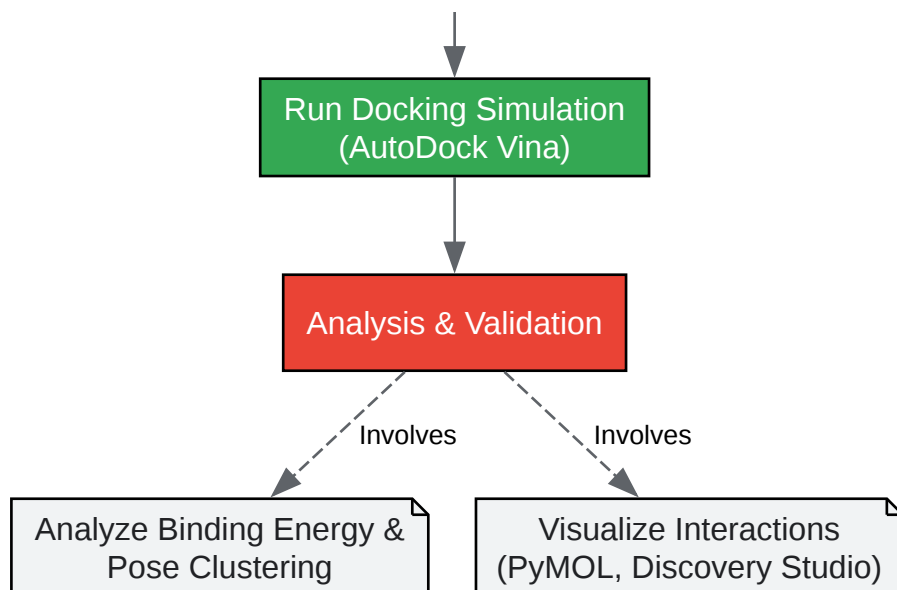 Run Docking Simulation
(AutoDock Vina)
Analysis & Validation
Involves
Involves
Analyze Binding Energy &
Pose Clustering
Visualize Interactions
(PyMOL, Discovery Studio)